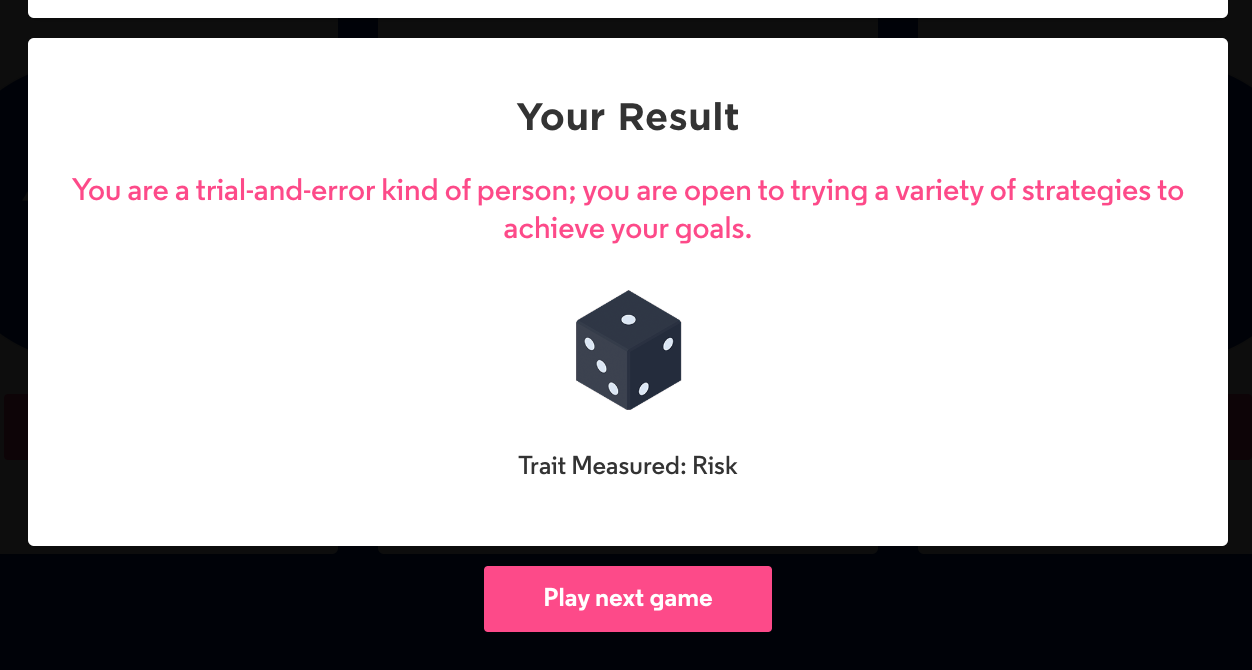 Your Result
You are a trial-and-error kind of person; you are open to trying a variety of strategies to
achieve your goals.
Trait Measured: Risk
Play next game